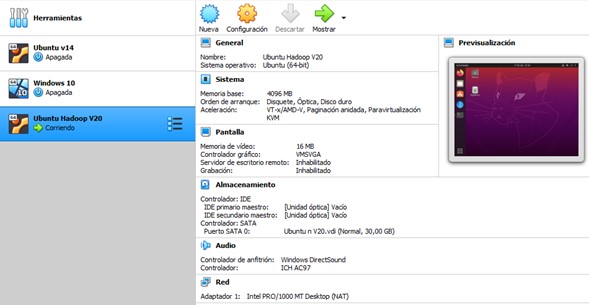 Herramientas
Ubuntu v14
Apagada
Windows 10
Apagada
Ubuntu Hadoop V20
Corriendo
Nueva
Configuración
Descartar
Mostrar
General
Nombre: Ubuntu Hadoop V20
Sistema operativo: Ubuntu (64-bit)
Sistema
Memoria base: 4096 MB
Orden de arranque: Disquete, Óptica, Disco duro
Aceleración: VT-x/AMD-V, Paginación anidada, Paravirtualización
KVM
Pantalla
Memoria de vídeo: 16 MB
Controlador gráfico: VMSVGA
Servidor de escritorio remoto: Inhabilitado
Grabación: Inhabilitado
Almacenamiento
Controlador: IDE
IDE primario maestro: [Unidad óptica] Vacío
IDE secundario maestro: [Unidad óptica] Vacío
Controlador: SATA
Puerto SATA 0: Ubuntu n V20.vdi (Normal, 30,00 GB)
Audio
Controlador de anfitrión: Windows DirectSound
Controlador: ICH AC97
Red
Adaptador 1: Intel PRO/1000 MT Desktop (NAT)
Previsualización